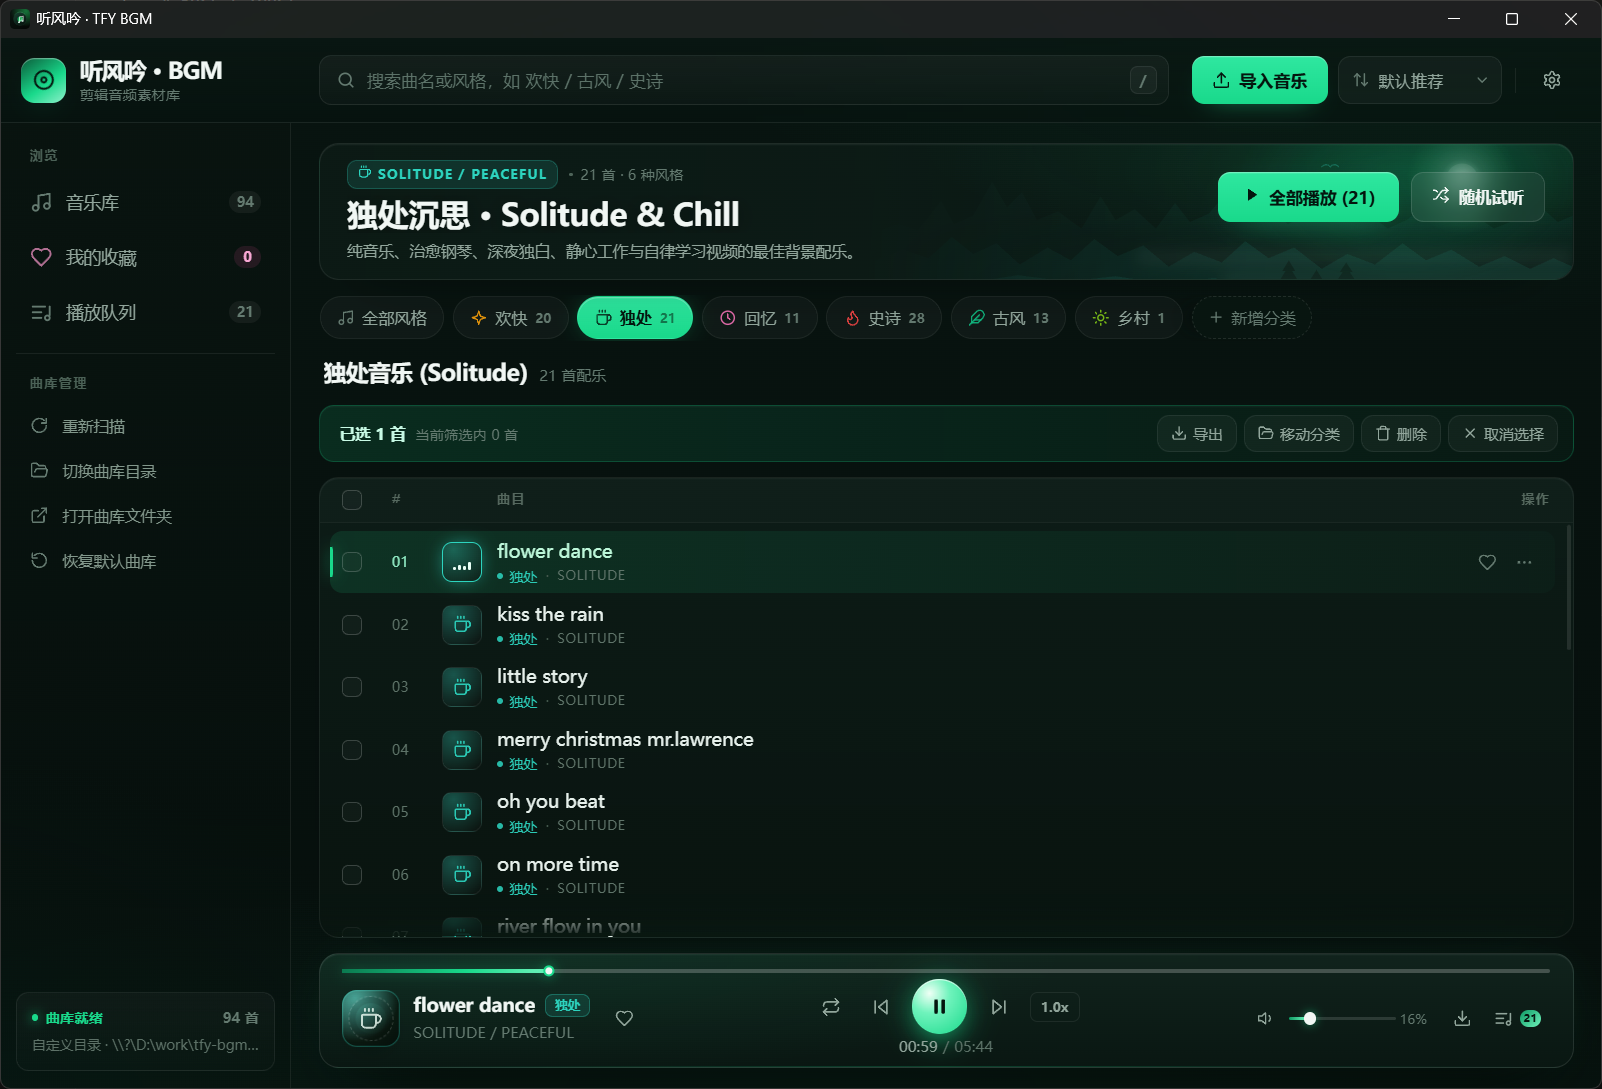 听风吟 · TFY BGM
听风吟 • BGM
剪辑音频素材库
搜索曲名或风格，如 欢快 / 古风 / 史诗
/
导入音乐
默认推荐
浏览
音乐库 94
我的收藏 0
播放队列 21
曲库管理
重新扫描
切换曲库目录
打开曲库文件夹
恢复默认曲库
曲库就绪 94 首
自定义目录 · \\?\D:\work\tfy-bgm...
SOLITUDE / PEACEFUL • 21 首 · 6 种风格
独处沉思 • Solitude & Chill
纯音乐、治愈钢琴、深夜独白、静心工作与自律学习视频的最佳背景配乐。
全部播放 (21)
随机试听
全部风格 欢快 20 独处 21 回忆 11 史诗 28 古风 13 乡村 1 + 新增分类
独处音乐 (Solitude) 21 首配乐
已选 1 首 当前筛选内 0 首 导出 移动分类 删除 取消选择
# 曲目 操作
01 flower dance
• 独处 · SOLITUDE
02 kiss the rain
• 独处 · SOLITUDE
03 little story
• 独处 · SOLITUDE
04 merry christmas mr.lawrence
• 独处 · SOLITUDE
05 oh you beat
• 独处 · SOLITUDE
06 on more time
• 独处 · SOLITUDE
river flow in you
flower dance 独处
SOLITUDE / PEACEFUL
1.0x
00:59 / 05:44
16%
21